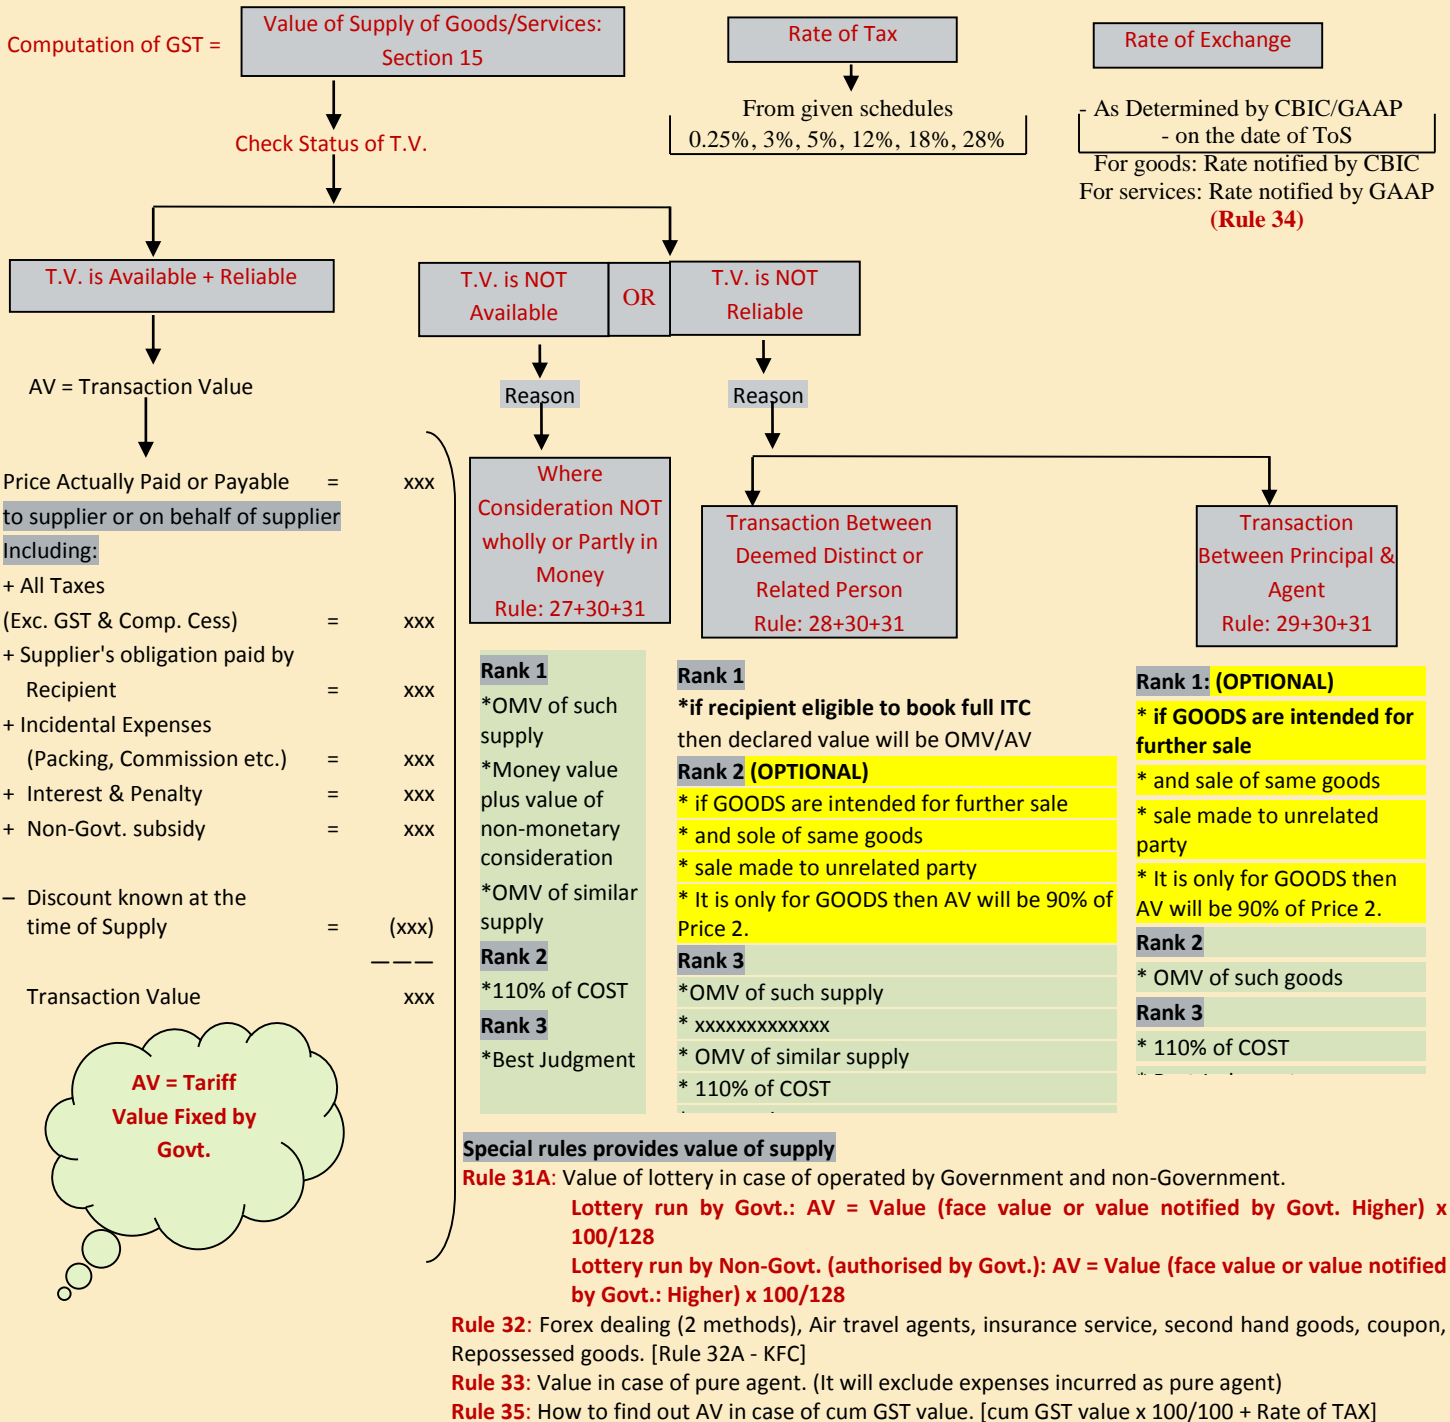 Computation of GST =
Value of Supply of Goods/Services:
Section 15
Rate of Tax
Rate of Exchange
From given schedules
0.25%, 3%, 5%, 12%, 18%, 28%
- As Determined by CBIC/GAAP
- on the date of ToS
For goods: Rate notified by CBIC
For services: Rate notified by GAAP
(Rule 34)
Check Status of T.V.
T.V. is Available + Reliable
T.V. is NOT
Available
OR
T.V. is NOT
Reliable
AV = Transaction Value
Reason
Reason
Price Actually Paid or Payable = xxx
to supplier or on behalf of supplier
Including:
+ All Taxes
(Exc. GST & Comp. Cess) = xxx
+ Supplier's obligation paid by
Recipient = xxx
+ Incidental Expenses
(Packing, Commission etc.) = xxx
+ Interest & Penalty = xxx
+ Non-Govt. subsidy = xxx
– Discount known at the
time of Supply = (xxx)
———
Transaction Value xxx
AV = Tariff
Value Fixed by
Govt.
Where
Consideration NOT
wholly or Partly in
Money
Rule: 27+30+31
Transaction Between
Deemed Distnct or
Related Person
Rule: 28+30+31
Transaction
Between Principal &
Agent
Rule: 29+30+31
Rank 1
*OMV of such
supply
*Money value
plus value of
non-monetary
consideration
*OMV of similar
supply
Rank 2
*110% of COST
Rank 3
*Best Judgment
Rank 1
*if recipient eligible to book full ITC
then declared value will be OMV/AV
Rank 2 (OPTIONAL)
* if GOODS are intended for further sale
* and sole of same goods
* sale made to unrelated party
* It is only for GOODS then AV will be 90% of
Price 2.
Rank 3
*OMV of such supply
* xxxxxxxxxxxxx
* OMV of similar supply
* 110% of COST
Rank 1: (OPTIONAL)
* if GOODS are intended for
further sale
* and sale of same goods
* sale made to unrelated
party
* It is only for GOODS then
AV will be 90% of Price 2.
Rank 2
* OMV of such goods
Rank 3
* 110% of COST
Special rules provides value of supply
Rule 31A: Value of lottery in case of operated by Government and non-Government.
Lottery run by Govt.: AV = Value (face value or value notified by Govt. Higher) x
100/128
Lottery run by Non-Govt. (authorised by Govt.): AV = Value (face value or value notified
by Govt.: Higher) x 100/128
Rule 32: Forex dealing (2 methods), Air travel agents, insurance service, second hand goods, coupon,
Repossessed goods. [Rule 32A - KFC]
Rule 33: Value in case of pure agent. (It will exclude expenses incurred as pure agent)
Rule 35: How to find out AV in case of cum GST value. [cum GST value x 100/100 + Rate of TAX]